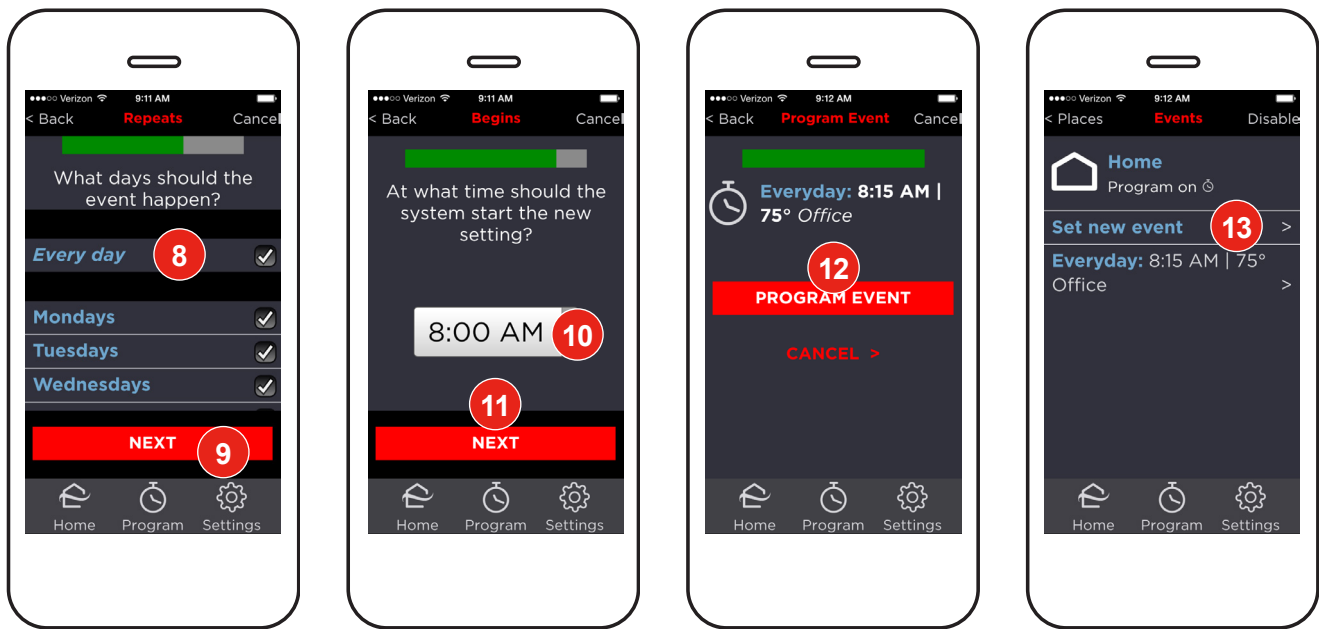 Verizon 9:11 AM
< Back Repeats Cancel
What days should the
event happen?
Every day 8
Mondays
Tuesdays
Wednesdays
NEXT 9
Home Program Settings
Verizon 9:11 AM
< Back Begins Cancel
At what time should the
system start the new
setting?
8:00 AM 10
11
NEXT
Home Program Settings
Verizon 9:12 AM
< Back Program Event Cancel
Everyday: 8:15 AM |
75° Office
12
PROGRAM EVENT
CANCEL >
Home Program Settings
Verizon 9:12 AM
< Places Events Disable
Home
Program on
Set new event 13 >
Everyday: 8:15 AM | 75°
Office >
Home Program Settings